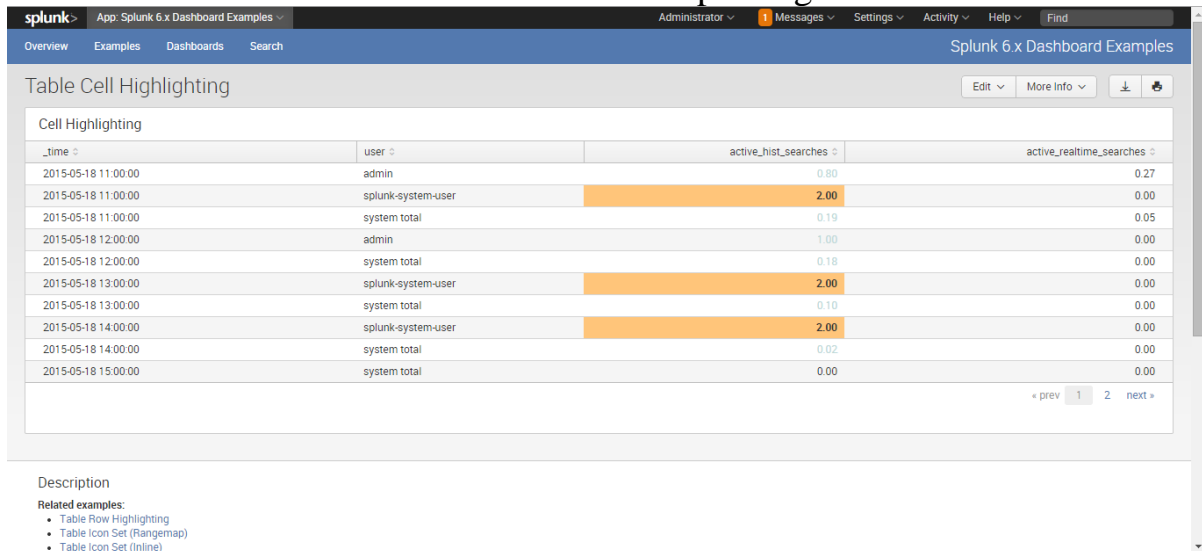 splunk> App: Splunk 6.x Dashboard Examples Administrator 1 Messages Settings Activity Help Find
Overview Examples Dashboards Search Splunk 6.x Dashboard Examples
Table Cell Highlighting Edit More Info
Cell Highlighting
_time user active_hist_searches active_realtime_searches
2015-05-18 11:00:00 admin 0.80 0.27
2015-05-18 11:00:00 splunk-system-user 2.00 0.00
2015-05-18 11:00:00 system total 0.19 0.05
2015-05-18 12:00:00 admin 1.00 0.00
2015-05-18 12:00:00 system total 0.18 0.00
2015-05-18 13:00:00 splunk-system-user 2.00 0.00
2015-05-18 13:00:00 system total 0.10 0.00
2015-05-18 14:00:00 splunk-system-user 2.00 0.00
2015-05-18 14:00:00 system total 0.02 0.00
2015-05-18 15:00:00 system total 0.00 0.00
« prev 1 2 next »
Description
Related examples:
• Table Row Highlighting
• Table Icon Set (Rangemap)
• Table Icon Set (Inline)